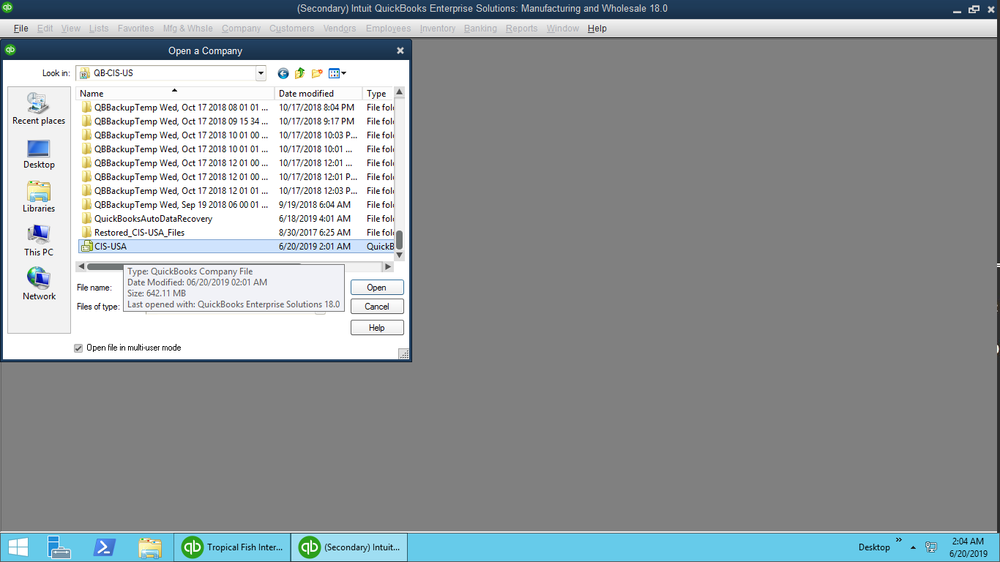 (Secondary) Intuit QuickBooks Enterprise Solutions: Manufacturing and Wholesale 18.0
File Edit View Lists Favorites Mfg & Whsle Company Customers Vendors Employees Inventory Banking Reports Window Help
Open a Company
Look in: QB-CIS-US
Name Date modified Type
QBBackupTemp Wed, Oct 17 2018 08 01 01 ... 10/17/2018 8:04 PM File fol
QBBackupTemp Wed, Oct 17 2018 09 15 34 ... 10/17/2018 9:17 PM File fol
QBBackupTemp Wed, Oct 17 2018 10 01 00 ... 10/17/2018 10:03 P... File fol
QBBackupTemp Wed, Oct 17 2018 10 01 01 ... 10/17/2018 10:01 ... File fol
QBBackupTemp Wed, Oct 17 2018 12 01 00 ... 10/17/2018 12:01 ... File fol
QBBackupTemp Wed, Oct 17 2018 12 01 00 ... 10/17/2018 12:01 P... File fol
QBBackupTemp Wed, Oct 17 2018 12 01 01 ... 10/17/2018 12:03 P... File fol
QBBackupTemp Wed, Sep 19 2018 06 00 01 ... 9/19/2018 6:04 AM File fol
QuickBooksAutoDataRecovery 6/18/2019 4:01 AM File fol
Restored_CIS-USA_Files 8/30/2017 6:25 AM File fol
CIS-USA 6/20/2019 2:01 AM QuickB
Recent places
Desktop
Libraries
This PC
Network
Type: QuickBooks Company File
Date Modified: 06/20/2019 02:01 AM
Size: 642.11 MB
Last opened with: QuickBooks Enterprise Solutions 18.0
File name:
Files of type:
Open
Cancel
Help
Open file in multi-user mode
Tropical Fish Inter...
(Secondary) Intuit...
Desktop
2:04 AM
6/20/2019